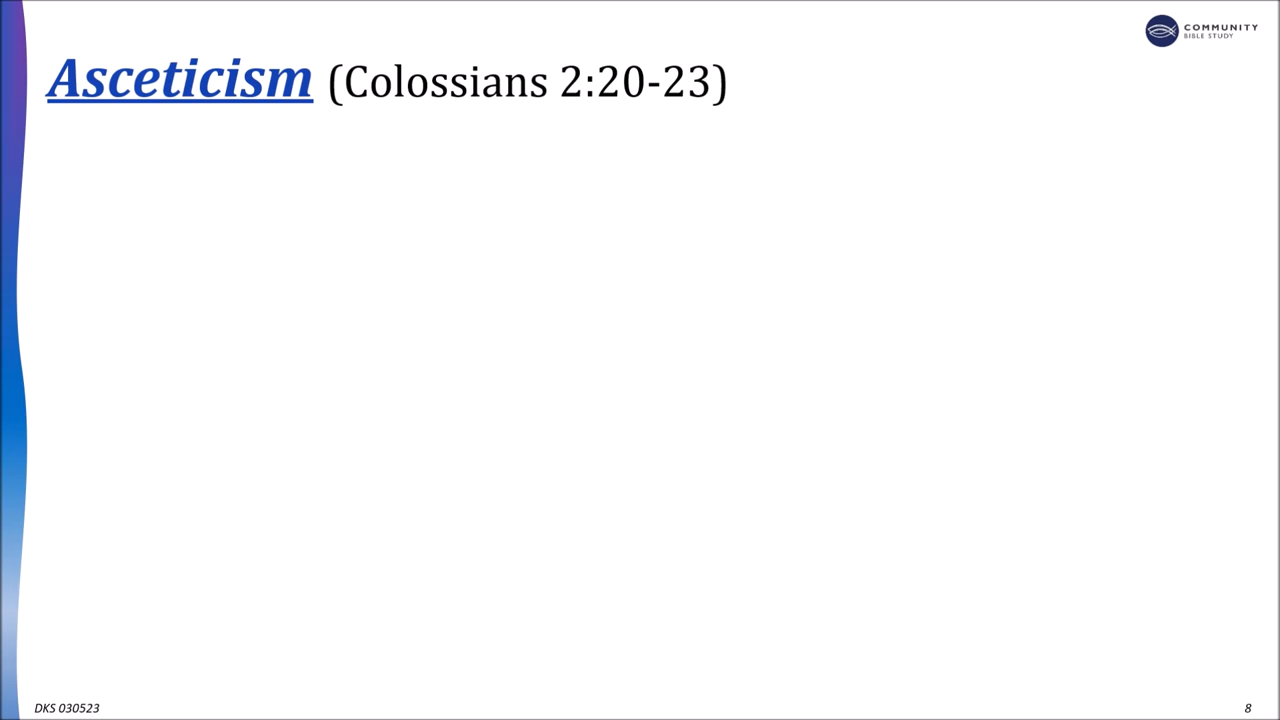 COMMUNITY
BIBLE STUDY
Asceticism (Colossians 2:20-23)
DKS 030523
8